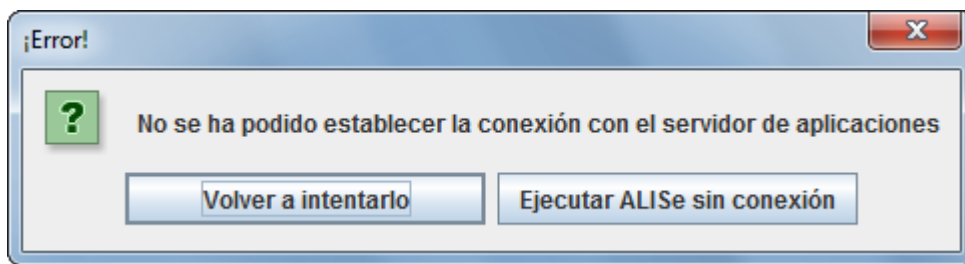 ¡Error!
?
No se ha podido establecer la conexión con el servidor de aplicaciones
Volver a intentarlo
Ejecutar ALISe sin conexión